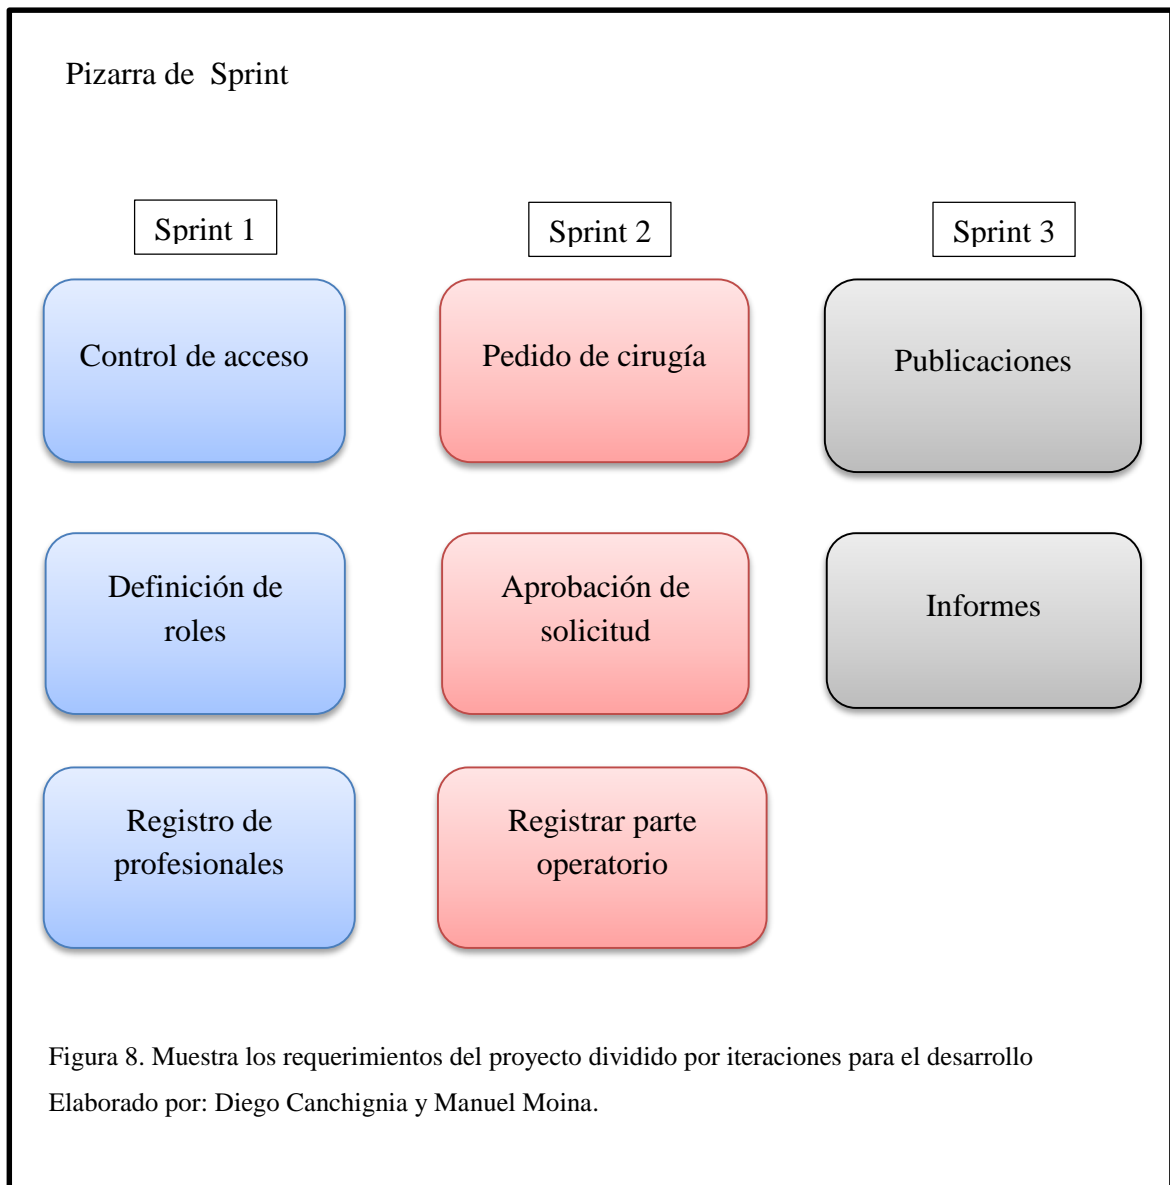 Pizarra de Sprint
Sprint 1
Sprint 2
Sprint 3
Control de acceso
Pedido de cirugía
Publicaciones
Definición de
roles
Aprobación de
solicitud
Informes
Registro de
profesionales
Registrar parte
operatorio
Figura 8. Muestra los requerimientos del proyecto dividido por iteraciones para el desarrollo
Elaborado por: Diego Canchignia y Manuel Moina.